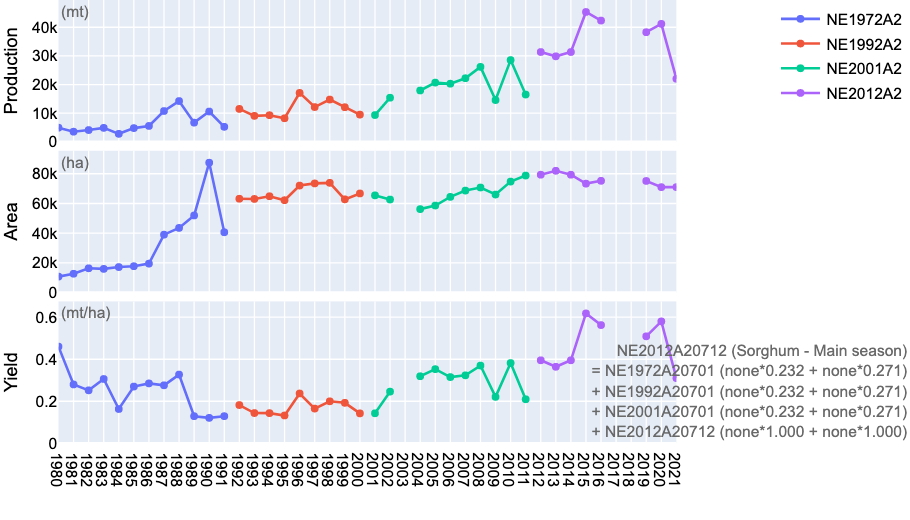 (mt)
Production
40k
30k
20k
10k
0
(ha)
Area
80k
60k
40k
20k
0
(mt/ha)
Yield
0.6
0.4
0.2
0
1980 1981 1982 1983 1984 1985 1986 1987 1988 1989 1990 1991 1992 1993 1994 1995 1996 1997 1998 1999 2000 2001 2002 2003 2004 2005 2006 2007 2008 2009 2010 2011 2012 2013 2014 2015 2016 2017 2018 2019 2020 2021
NE1972A2
NE1992A2
NE2001A2
NE2012A2
NE2012A20712 (Sorghum - Main season)
= NE1972A20701 (none*0.232 + none*0.271)
+ NE1992A20701 (none*0.232 + none*0.271)
+ NE2001A20701 (none*0.232 + none*0.271)
+ NE2012A20712 (none*1.000 + none*1.000)